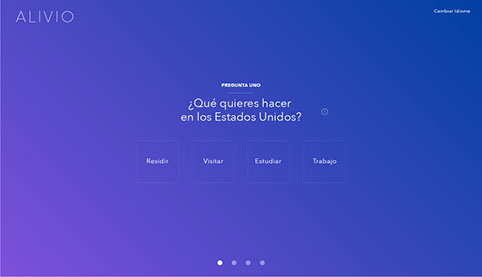 ALIVIO
Cambiar Idioma
PREGUNTA UNO
¿Qué quieres hacer
en los Estados Unidos?
Residir
Visitar
Estudiar
Trabajo